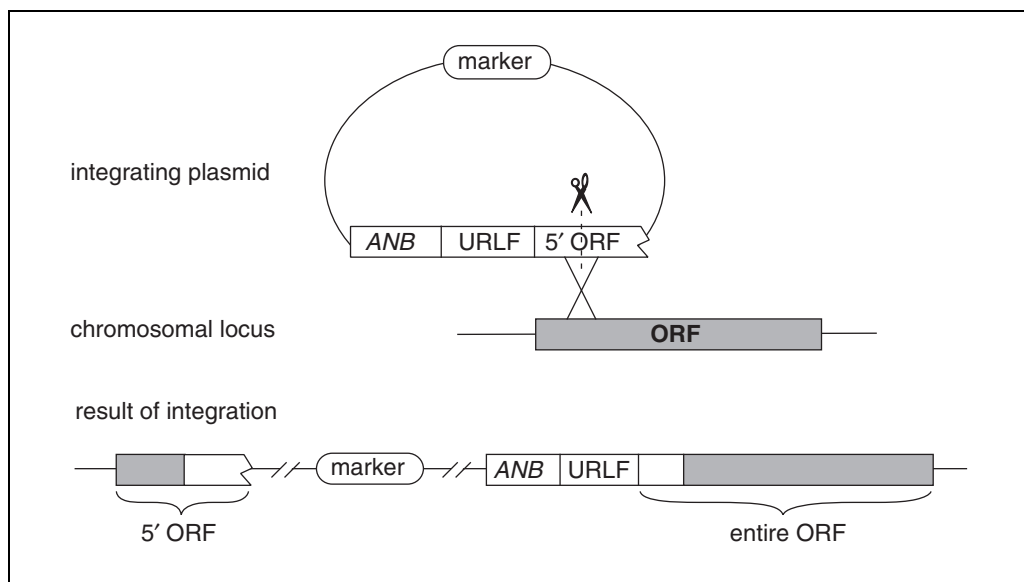 marker
integrating plasmid
ANB URLF 5′ ORF
chromosomal locus
ORF
result of integration
marker
ANB URLF
5′ ORF
entire ORF